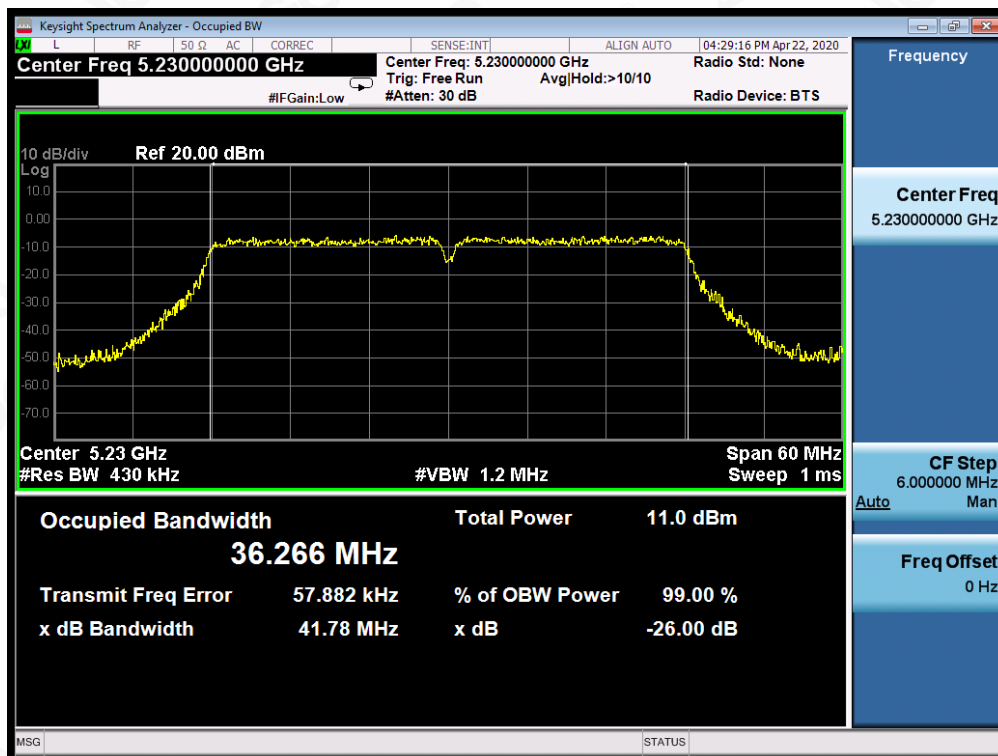 Keysight Spectrum Analyzer - Occupied BW
LXI L RF 50 Ω AC CORREC SENSE:INT ALIGN AUTO 04:29:16 PM Apr 22, 2020
Center Freq 5.230000000 GHz
Center Freq: 5.230000000 GHz Radio Std: None
Trig: Free Run Avg|Hold:>10/10
#IFGain:Low #Atten: 30 dB Radio Device: BTS
10 dB/div Ref 20.00 dBm
Log
10.0
0.00
-10.0
-20.0
-30.0
-40.0
-50.0
-60.0
-70.0
Center 5.23 GHz Span 60 MHz
#Res BW 430 kHz #VBW 1.2 MHz Sweep 1 ms
Occupied Bandwidth Total Power 11.0 dBm
36.266 MHz
Transmit Freq Error 57.882 kHz % of OBW Power 99.00 %
x dB Bandwidth 41.78 MHz x dB -26.00 dB
MSG STATUS
Frequency
Center Freq
5.230000000 GHz
CF Step
6.000000 MHz
Auto Man
Freq Offset
0 Hz